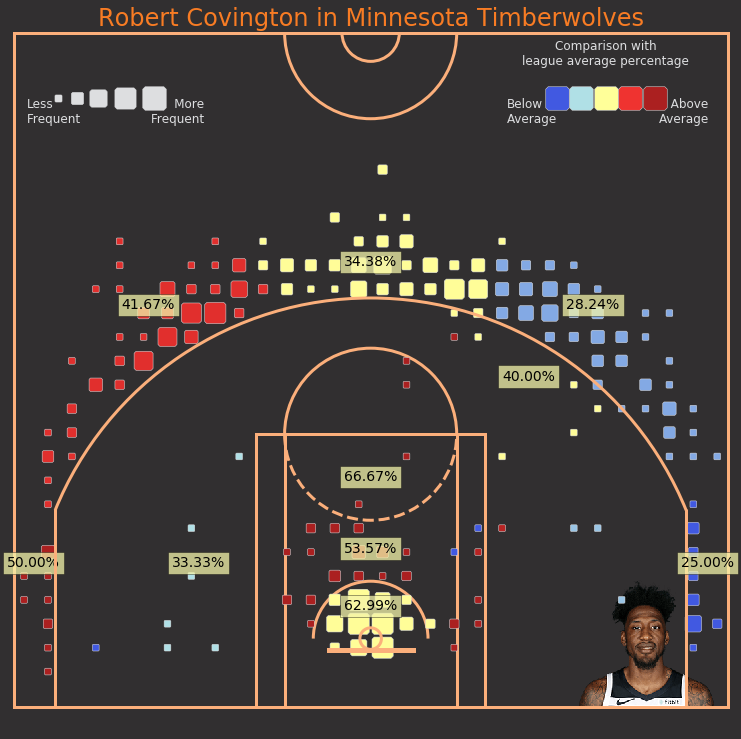 Robert Covington in Minnesota Timberwolves
Comparison with
league average percentage
Less
Frequent
More
Frequent
Below
Average
Above
Average
34.38%
41.67%
28.24%
40.00%
66.67%
53.57%
50.00%
33.33%
25.00%
62.99%
fitbit